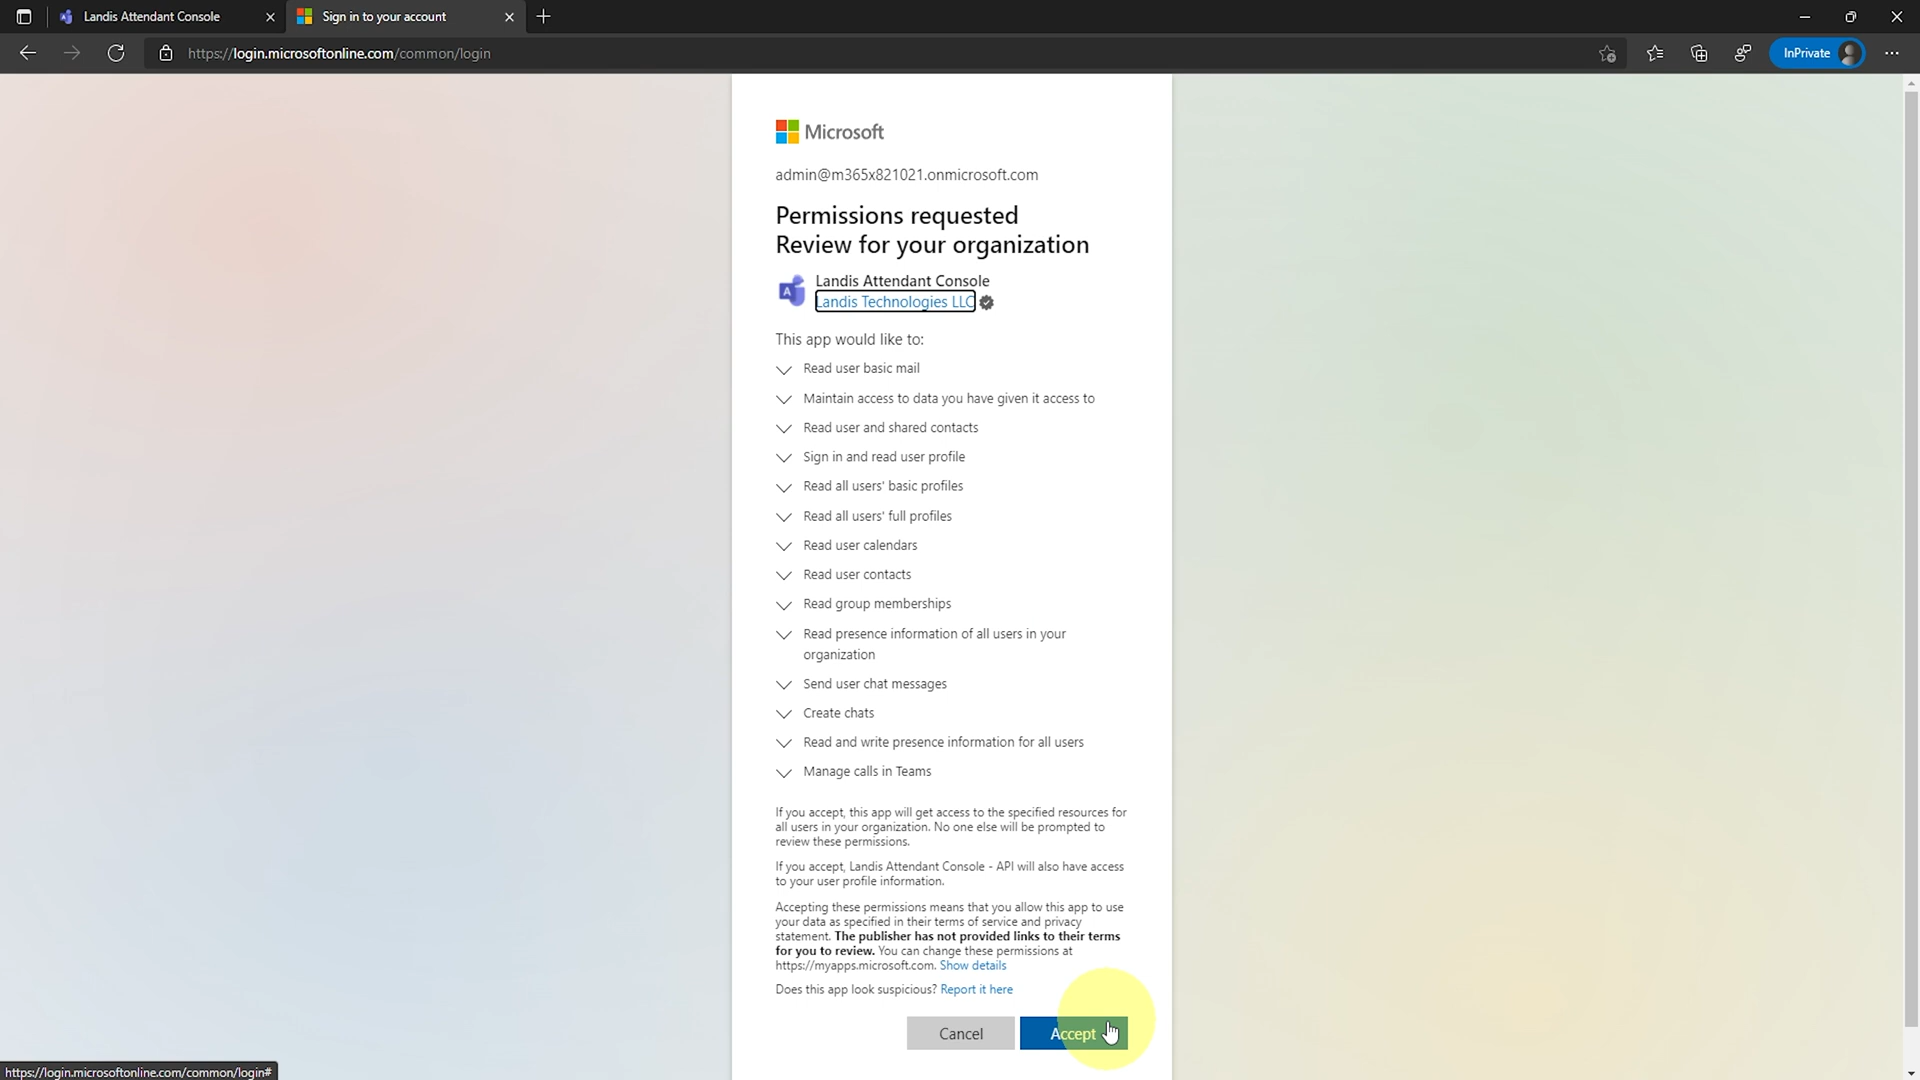 Landis Attendant Console
Sign in to your account
https://login.microsoftonline.com/common/login
InPrivate
Microsoft
admin@m365x821021.onmicrosoft.com
Permissions requested
Review for your organization
A
Landis Attendant Console
Landis Technologies LLC
This app would like to:
Read user basic mail
Maintain access to data you have given it access to
Read user and shared contacts
Sign in and read user profile
Read all users' basic profiles
Read all users' full profiles
Read user calendars
Read user contacts
Read group memberships
Read presence information of all users in your
organization
Send user chat messages
Create chats
Read and write presence information for all users
Manage calls in Teams
If you accept, this app will get access to the specified resources for
all users in your organization. No one else will be prompted to
review these permissions.
If you accept, Landis Attendant Console - API will also have access
to your user profile information.
Accepting these permissions means that you allow this app to use
your data as specified in their terms of service and privacy
statement. The publisher has not provided links to their terms
for you to review. You can change these permissions at
https://myapps.microsoft.com. Show details
Does this app look suspicious? Report it here
Cancel
Accept
https://login.microsoftonline.com/common/login#